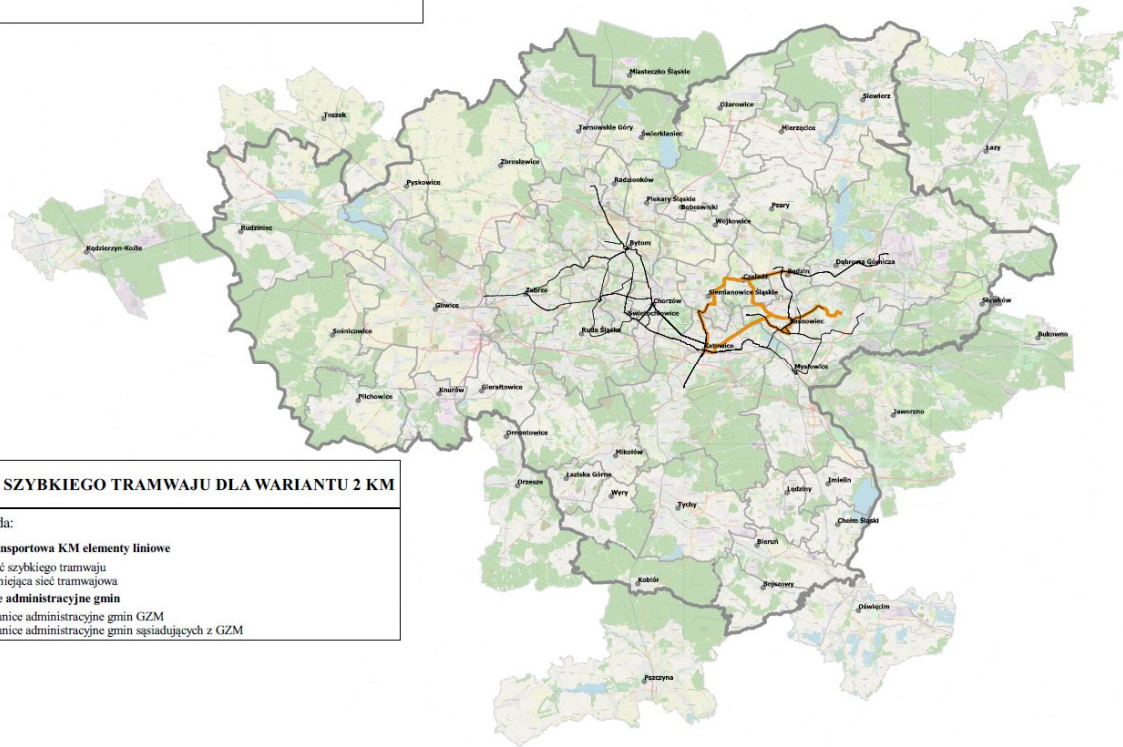 Miasteczko Śląskie
Siewierz
Ożarowice
Toszek
Tarnowskie Góry
Mierzęcice
Świerklaniec
Łazy
Zbrosławice
Radzionków
Pyskowice
Piekary Śląskie
Bobrowniki
Psary
Wojkowice
Rudziniec
Bytom
Kędzierzyn-Koźle
Dąbrowa Górnicza
Czeladź
Będzin
Zabrze
Siemianowice Śląskie
Chorzów
Sławków
Gliwice
Świętochłowice
Sosnowiec
Sośnicowice
Ruda Śląska
Bukowno
Katowice
Mysłowice
Knurów
Gierałtowice
Pilchowice
Jaworzno
Ornontowice
Mikołów
Łaziska Górne
Orzesze
Wyry
Imielin
Lędziny
Tychy
Chełm Śląski
Bieruń
Kobiór
Bojszowy
Oświęcim
Pszczyna
SZYBKIEGO TRAMWAJU DLA WARIANTU 2 KM
da:
nsportowa KM elementy liniowe
ć szybkiego tramwaju
niejąca sieć tramwajowa
e administracyjne gmin
nice administracyjne gmin GZM
nice administracyjne gmin sąsiadujących z GZM